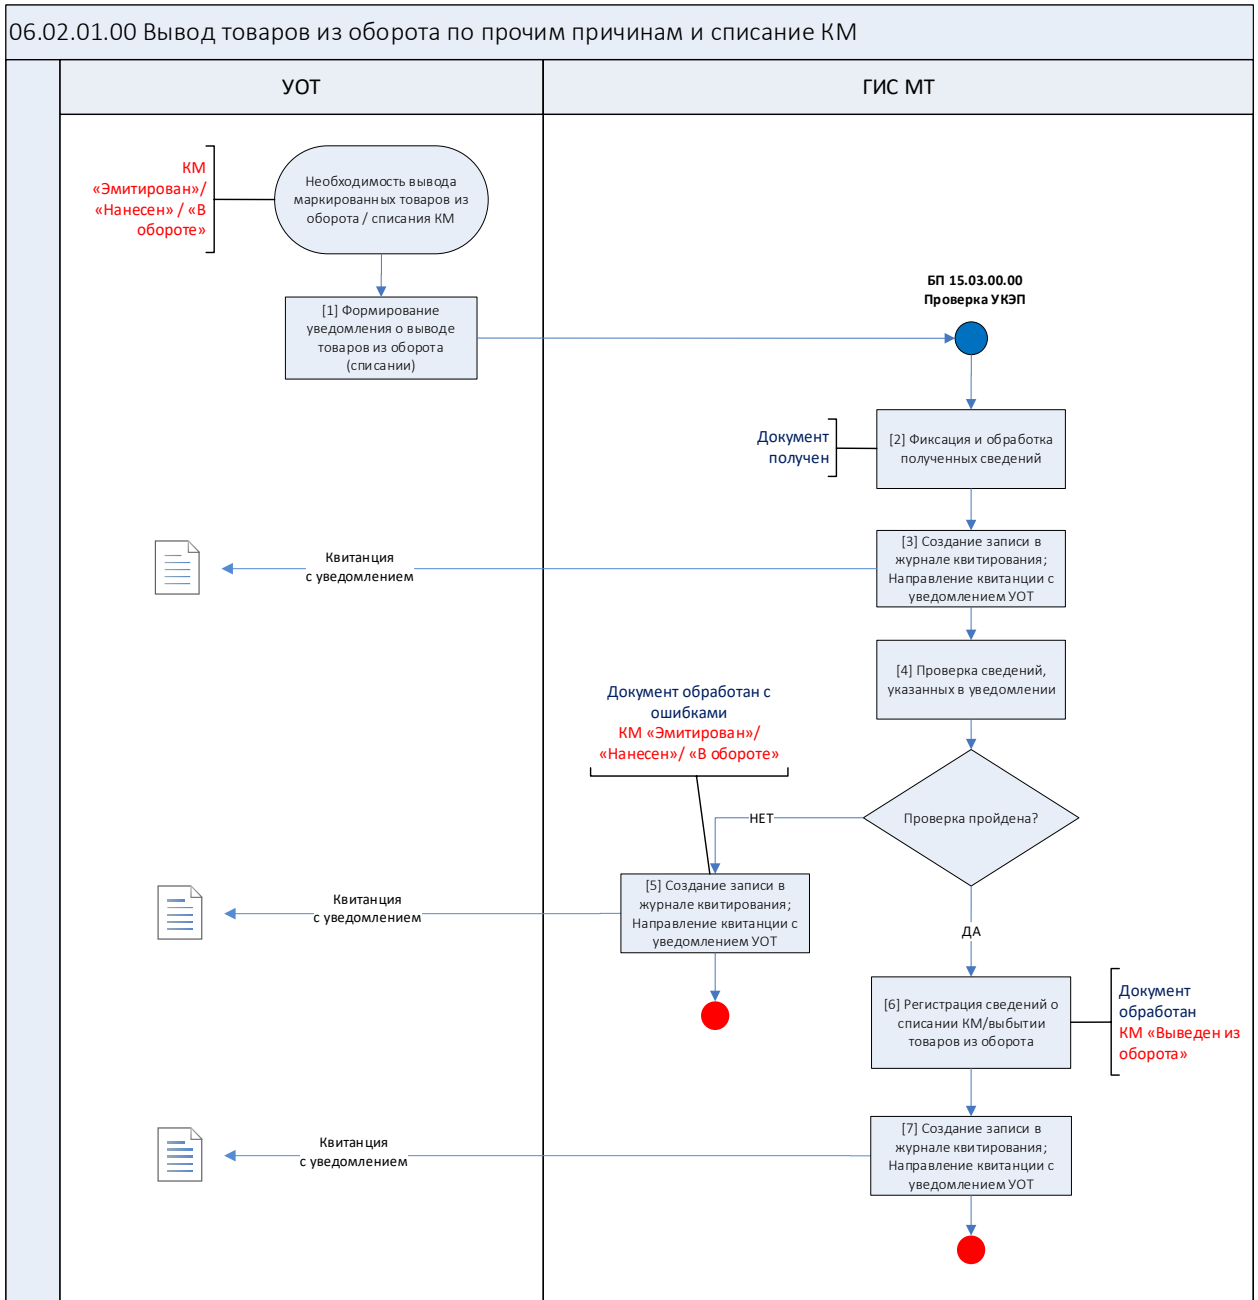 06.02.01.00 Вывод товаров из оборота по прочим причинам и списание КМ
УОТ
ГИС МТ
КМ
«Эмитирован»/
«Нанесен» / «В
обороте»
Необходимость вывода
маркированных товаров из
оборота / списания КМ
[1] Формирование
уведомления о выводе
товаров из оборота
(списании)
БП 15.03.00.00
Проверка УКЭП
Документ
получен
[2] Фиксация и обработка
полученных сведений
Квитанция
с уведомлением
[3] Создание записи в
журнале квитирования;
Направление квитанции с
уведомлением УОТ
[4] Проверка сведений,
указанных в уведомлении
Документ обработан с
ошибками
КМ «Эмитирован»/
«Нанесен»/ «В обороте»
НЕТ
Проверка пройдена?
Квитанция
с уведомлением
[5] Создание записи в
журнале квитирования;
Направление квитанции с
уведомлением УОТ
ДА
[6] Регистрация сведений о
списании КМ/выбытии
товаров из оборота
Документ
обработан
КМ «Выведен из
оборота»
Квитанция
с уведомлением
[7] Создание записи в
журнале квитирования;
Направление квитанции с
уведомлением УОТ